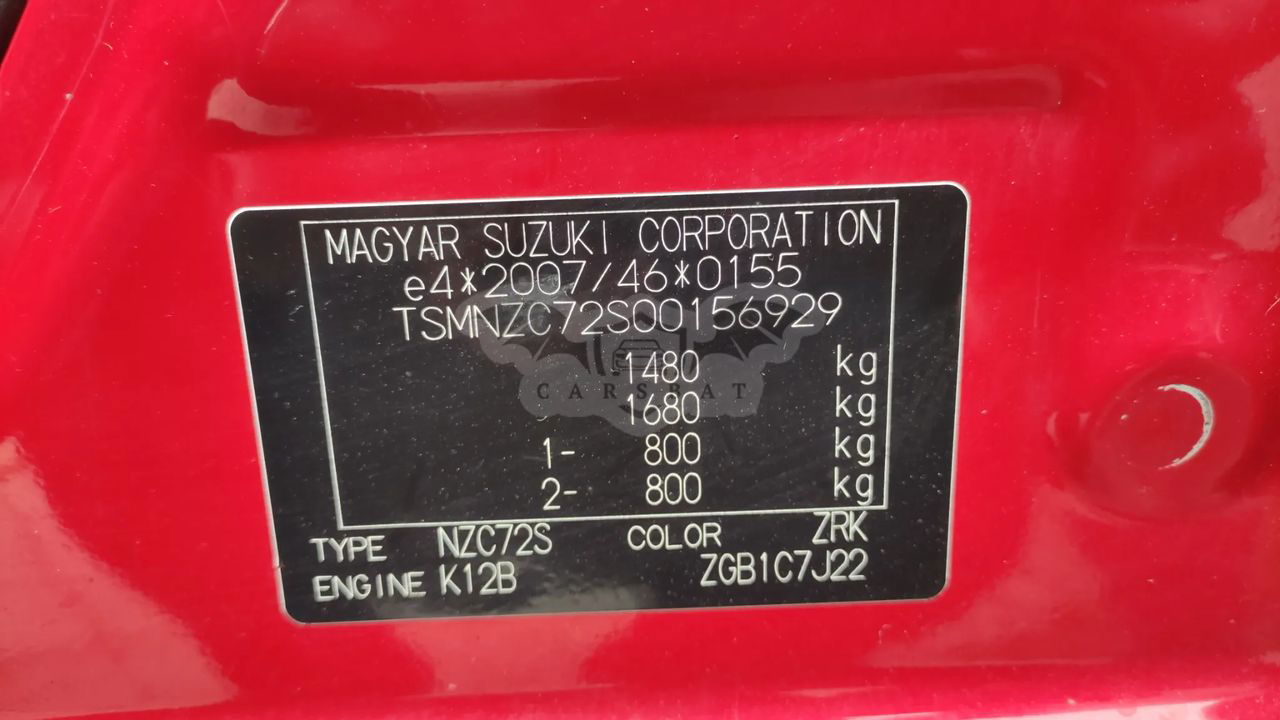 MAGYAR SUZUKI CORPORATION
e4*2007/46*0155
TSMNZC72S00156929
1480 kg
CARSBAT
1680 kg
1- 800 kg
2- 800 kg
TYPE NZC72S COLOR ZRK
ENGINE K12B ZGB1C7J22